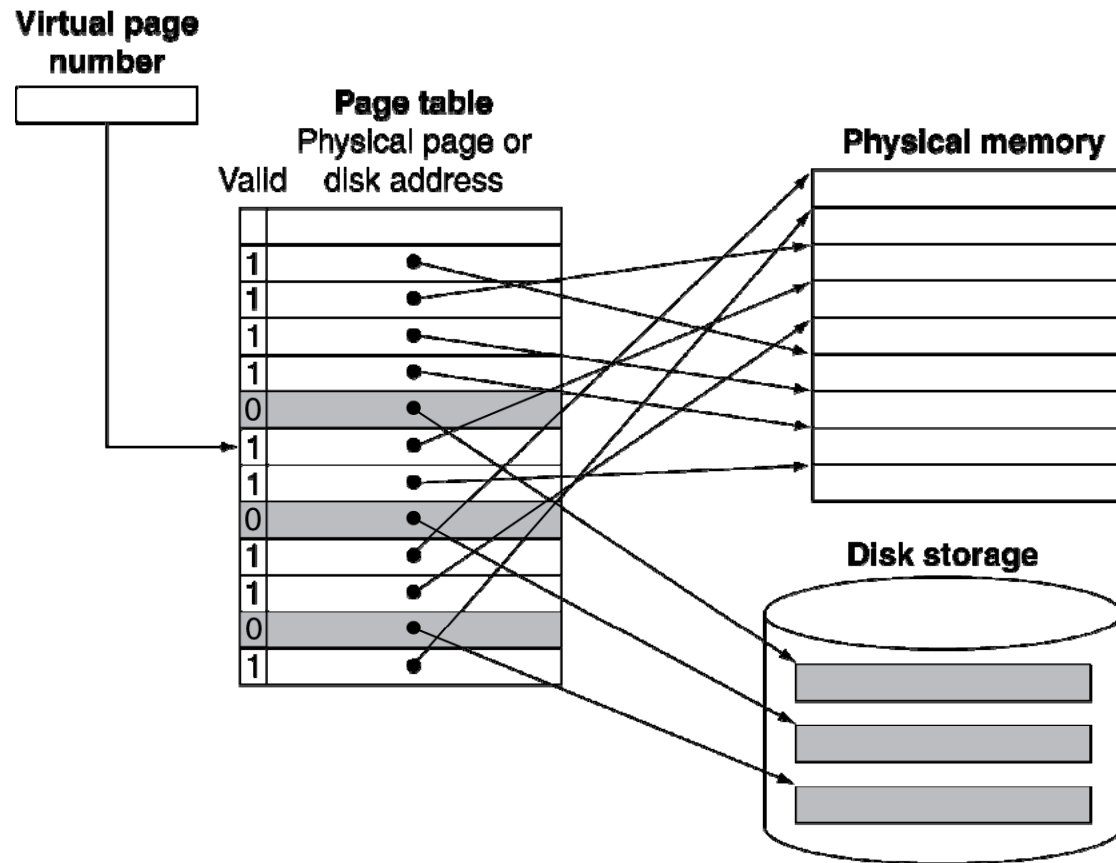 Virtual page
number
Page table
Physical page or
Valid disk address
Physical memory
1
1
1
1
0
1
1
0
1
1
0
1
Disk storage